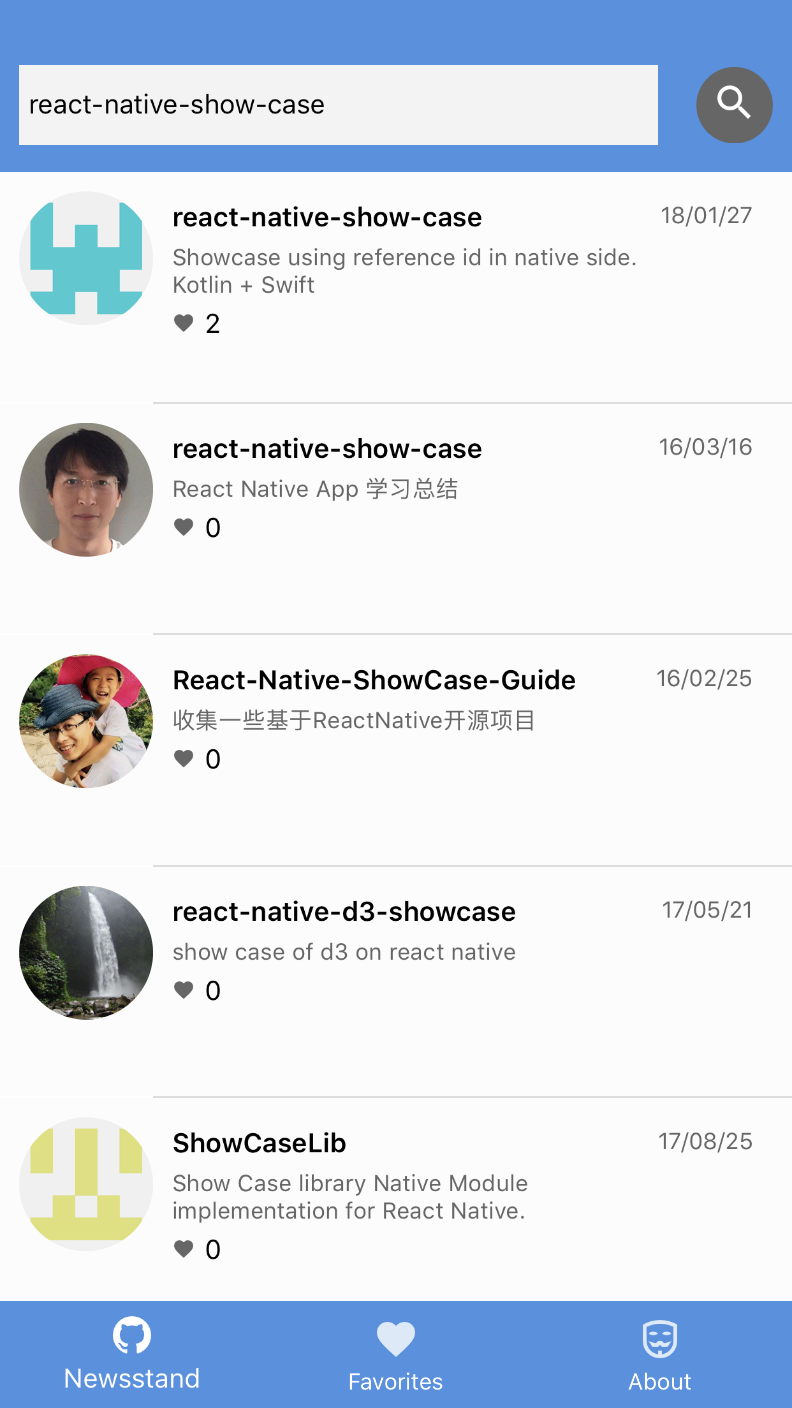 react-native-show-case
react-native-show-case 18/01/27
Showcase using reference id in native side.
Kotlin + Swift
2
react-native-show-case 16/03/16
React Native App 学习总结
0
React-Native-ShowCase-Guide 16/02/25
收集一些基于ReactNative开源项目
0
react-native-d3-showcase 17/05/21
show case of d3 on react native
0
ShowCaseLib 17/08/25
Show Case library Native Module
implementation for React Native.
0
Newsstand Favorites About